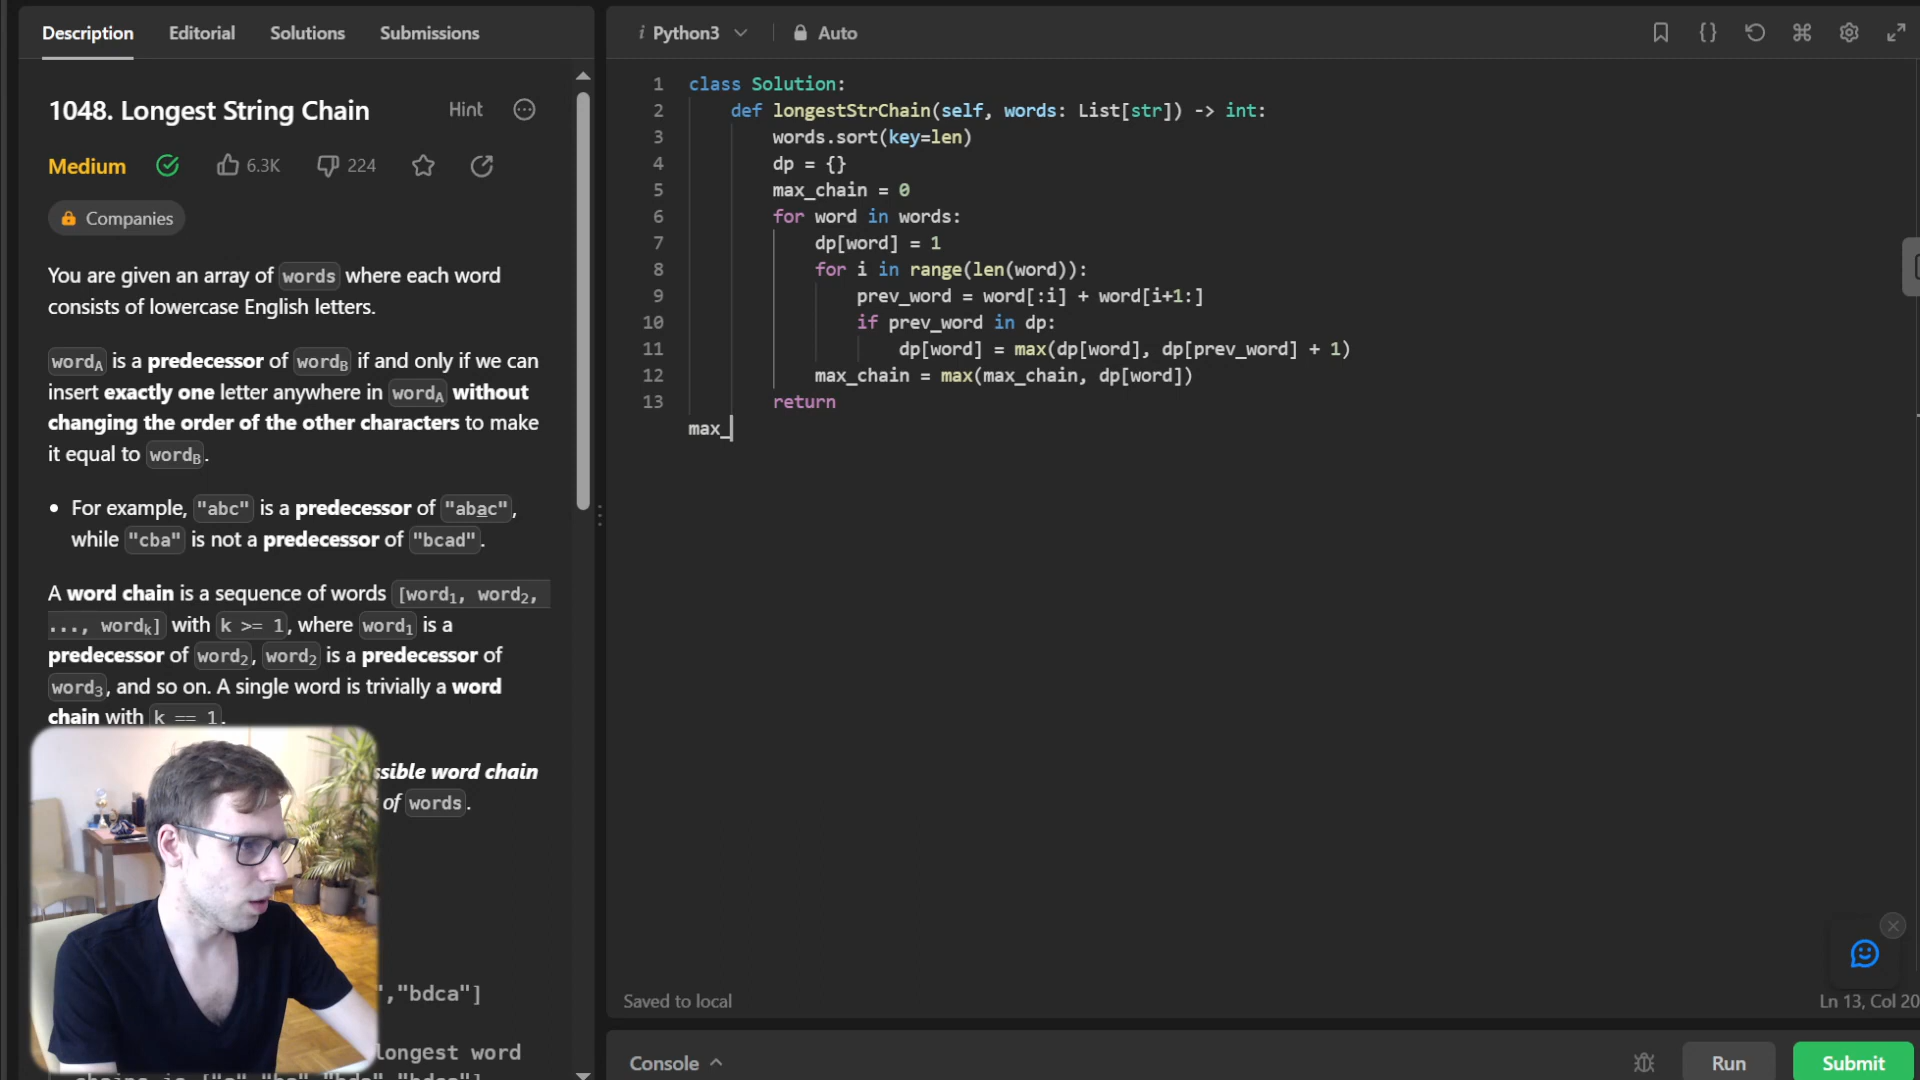 Description Editorial Solutions Submissions
1048. Longest String Chain Hint
Medium 6.3K 224
Companies
You are given an array of words where each word
consists of lowercase English letters.
wordA is a predecessor of wordB if and only if we can
insert exactly one letter anywhere in wordA without
changing the order of the other characters to make
it equal to wordB.
• For example, "abc" is a predecessor of "abac",
while "cba" is not a predecessor of "bcad".
A word chain is a sequence of words [word1, word2,
..., wordk] with k >= 1, where word1 is a
predecessor of word2, word2 is a predecessor of
word3, and so on. A single word is trivially a word
chain with k == 1.
ssible word chain
of words.
","bdca"]
longest word
i Python3 Auto
1 class Solution:
2 def longestStrChain(self, words: List[str]) -> int:
3 words.sort(key=len)
4 dp = {}
5 max_chain = 0
6 for word in words:
7 dp[word] = 1
8 for i in range(len(word)):
9 prev_word = word[:i] + word[i+1:]
10 if prev_word in dp:
11 dp[word] = max(dp[word], dp[prev_word] + 1)
12 max_chain = max(max_chain, dp[word])
13 return
max_
Saved to local
Ln 13, Col 20
Console Run Submit